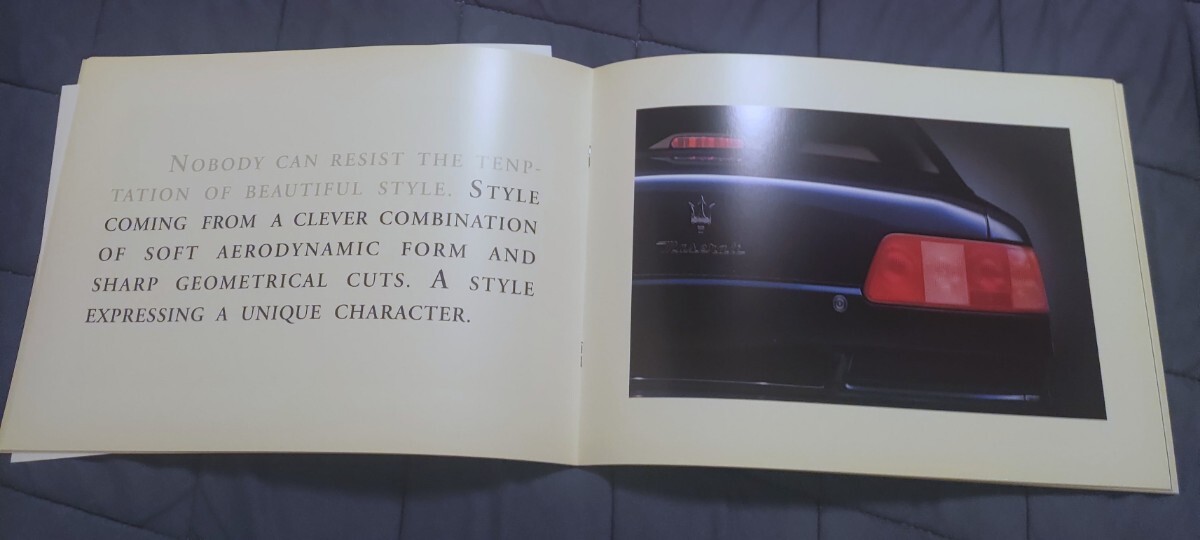 NOBODY CAN RESIST THE TENP-
TATION OF BEAUTIFUL STYLE. STYLE
COMING FROM A CLEVER COMBINATION
OF SOFT AERODYNAMIC FORM AND
SHARP GEOMETRICAL CUTS. A STYLE
EXPRESSING A UNIQUE CHARACTER.
Maserati